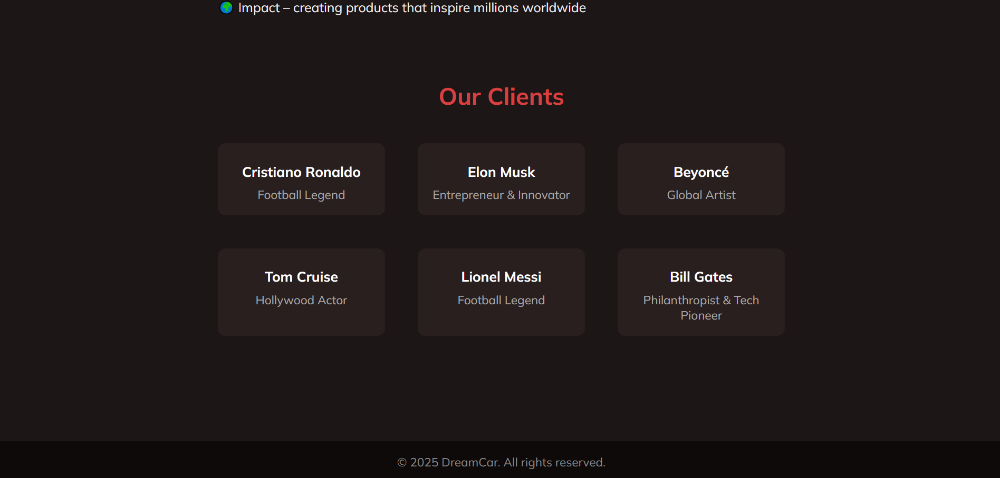 🌍 Impact – creating products that inspire millions worldwide
Our Clients
Cristiano Ronaldo
Football Legend
Elon Musk
Entrepreneur & Innovator
Beyoncé
Global Artist
Tom Cruise
Hollywood Actor
Lionel Messi
Football Legend
Bill Gates
Philanthropist & Tech
Pioneer
© 2025 DreamCar. All rights reserved.